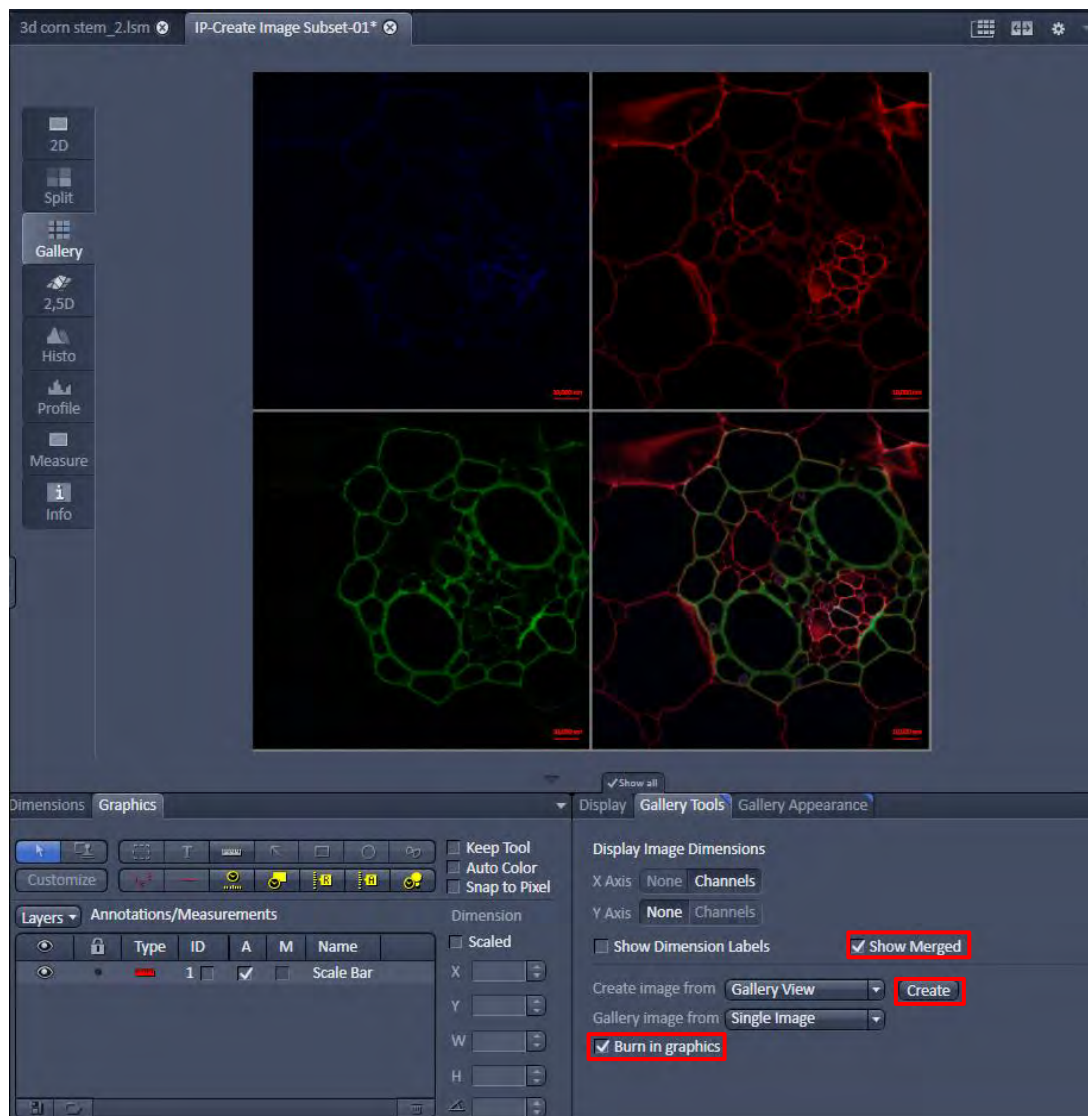 3d corn stem_2.lsm IP-Create Image Subset-01*
2D
Split
Gallery
2,5D
Histo
Profile
Measure
i
Info
Show all
Dimensions Graphics
Display Gallery Tools Gallery Appearance
T
Keep Tool
Auto Color
Snap to Pixel
Customize
R
Layers Annotations/Measurements
Dimension
Type ID A M Name
Scaled
1 Scale Bar
X
Y
W
H
Display Image Dimensions
X Axis None Channels
Y Axis None Channels
Show Dimension Labels Show Merged
Create image from Gallery View Create
Gallery image from Single Image
Burn in graphics